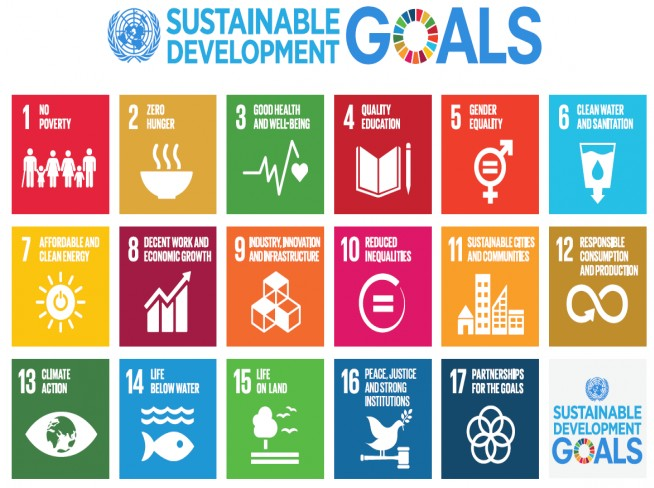 SUSTAINABLE
DEVELOPMENT
GOALS
1 NO
POVERTY
2 ZERO
HUNGER
3 GOOD HEALTH
AND WELL-BEING
4 QUALITY
EDUCATION
5 GENDER
EQUALITY
6 CLEAN WATER
AND SANITATION
7 AFFORDABLE AND
CLEAN ENERGY
8 DECENT WORK AND
ECONOMIC GROWTH
9 INDUSTRY, INNOVATION
AND INFRASTRUCTURE
10 REDUCED
INEQUALITIES
11 SUSTAINABLE CITIES
AND COMMUNITIES
12 RESPONSIBLE
CONSUMPTION
AND PRODUCTION
13 CLIMATE
ACTION
14 LIFE
BELOW WATER
15 LIFE
ON LAND
16 PEACE, JUSTICE
AND STRONG
INSTITUTIONS
17 PARTNERSHIPS
FOR THE GOALS
SUSTAINABLE
DEVELOPMENT
GOALS